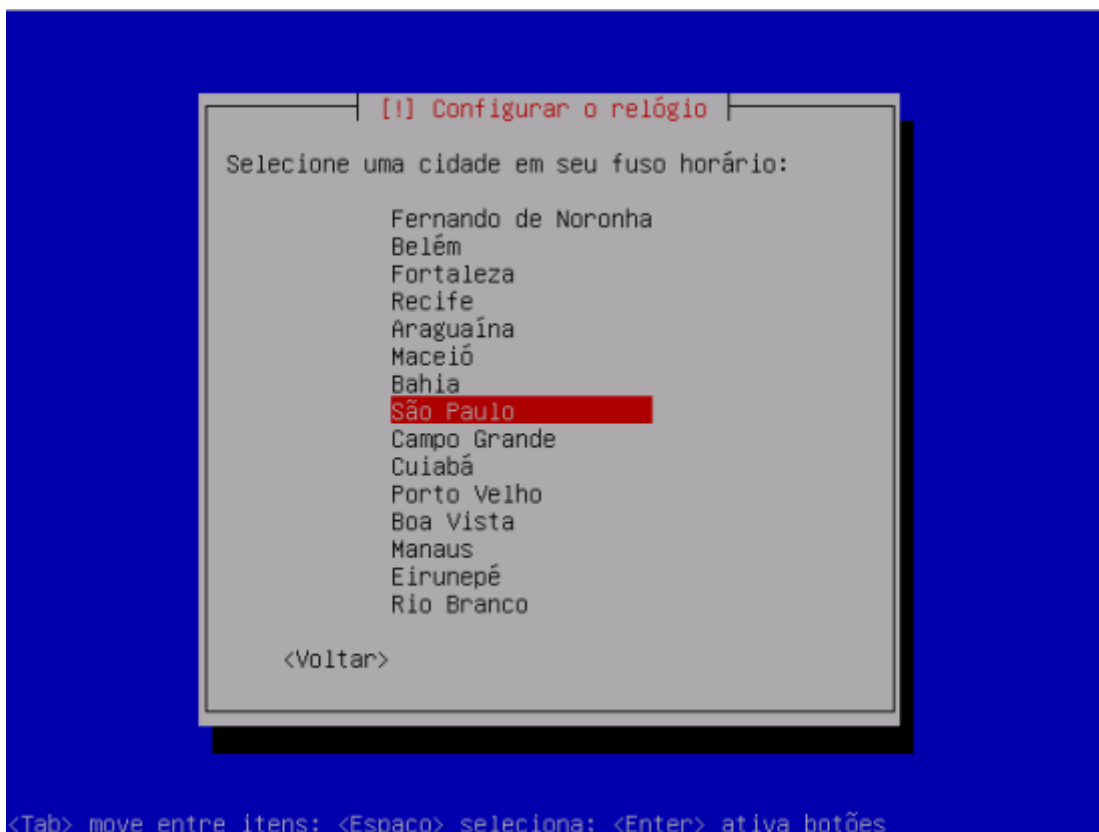 [!] Configurar o relógio
Selecione uma cidade em seu fuso horário:
Fernando de Noronha
Belém
Fortaleza
Recife
Araguaína
Maceió
Bahia
São Paulo
Campo Grande
Cuiabá
Porto Velho
Boa Vista
Manaus
Eirunepé
Rio Branco
<Voltar>
<Tab> move entre itens; <Espaço> seleciona; <Enter> ativa botões